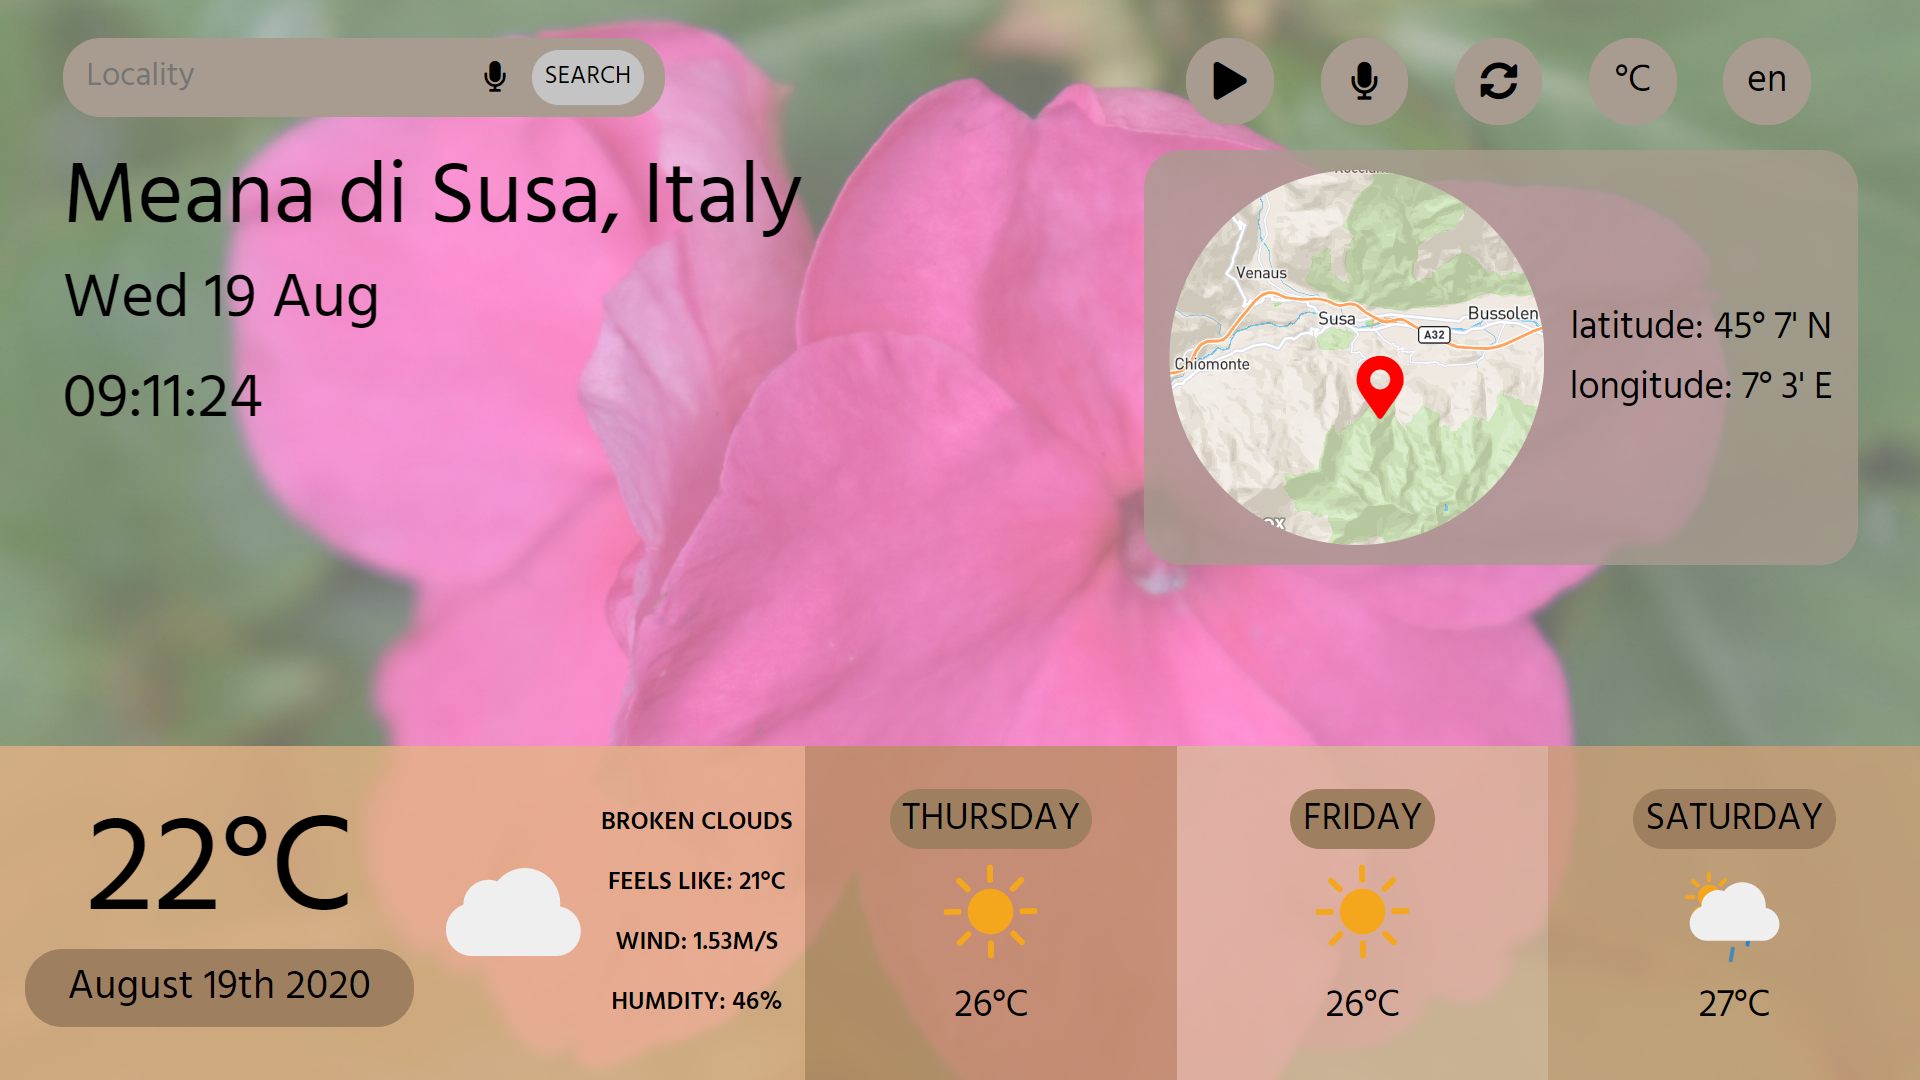 Locality
SEARCH
°C
en
Meana di Susa, Italy
Wed 19 Aug
09:11:24
Venaus
Susa
Bussolen
A32
Chiomonte
latitude: 45° 7' N
longitude: 7° 3' E
22°C
August 19th 2020
BROKEN CLOUDS
FEELS LIKE: 21°C
WIND: 1.53M/S
HUMDITY: 46%
THURSDAY
26°C
FRIDAY
26°C
SATURDAY
27°C